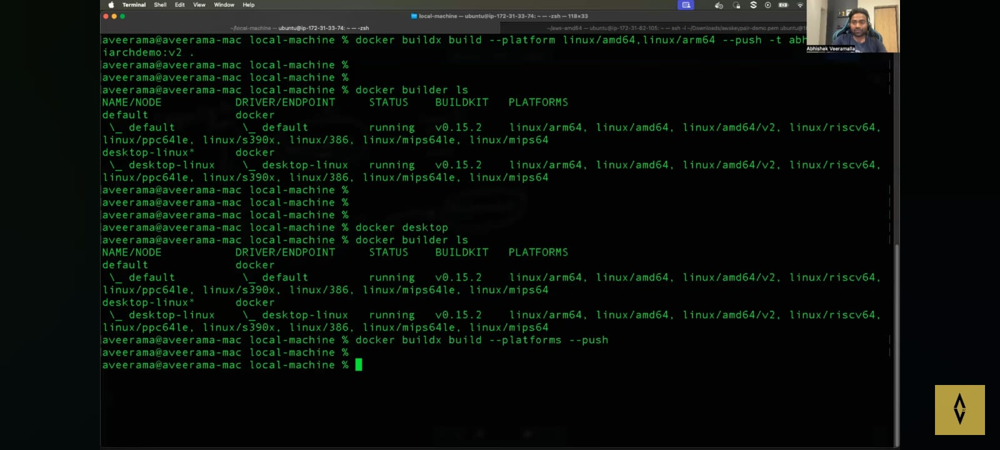 Terminal Shell Edit View Window Help
local-machine — ubuntu@ip-172-31-33-74: ~ — -zsh — 118×33
~/local-machine — ubuntu@ip-172-31-33-74: ~ — -zsh
~/aws-amd64 — ubuntu@ip-172-31-82-105: ~ — ssh -i ~/Downloads/awskeypair-demo.pem ubuntu@1
Abhishek Veeramalla
aveerama@aveerama-mac local-machine % docker buildx build --platform linux/amd64,linux/arm64 --push -t abh
iarchdemo:v2 .
aveerama@aveerama-mac local-machine %
aveerama@aveerama-mac local-machine %
aveerama@aveerama-mac local-machine % docker builder ls
NAME/NODE DRIVER/ENDPOINT STATUS BUILDKIT PLATFORMS
default docker
\_ default \_ default running v0.15.2 linux/arm64, linux/amd64, linux/amd64/v2, linux/riscv64,
linux/ppc64le, linux/s390x, linux/386, linux/mips64le, linux/mips64
desktop-linux* docker
\_ desktop-linux \_ desktop-linux running v0.15.2 linux/arm64, linux/amd64, linux/amd64/v2, linux/riscv64,
linux/ppc64le, linux/s390x, linux/386, linux/mips64le, linux/mips64
aveerama@aveerama-mac local-machine %
aveerama@aveerama-mac local-machine %
aveerama@aveerama-mac local-machine %
aveerama@aveerama-mac local-machine % docker desktop
aveerama@aveerama-mac local-machine % docker builder ls
NAME/NODE DRIVER/ENDPOINT STATUS BUILDKIT PLATFORMS
default docker
\_ default \_ default running v0.15.2 linux/arm64, linux/amd64, linux/amd64/v2, linux/riscv64,
linux/ppc64le, linux/s390x, linux/386, linux/mips64le, linux/mips64
desktop-linux* docker
\_ desktop-linux \_ desktop-linux running v0.15.2 linux/arm64, linux/amd64, linux/amd64/v2, linux/riscv64,
linux/ppc64le, linux/s390x, linux/386, linux/mips64le, linux/mips64
aveerama@aveerama-mac local-machine % docker buildx build --platforms --push
aveerama@aveerama-mac local-machine %
aveerama@aveerama-mac local-machine %